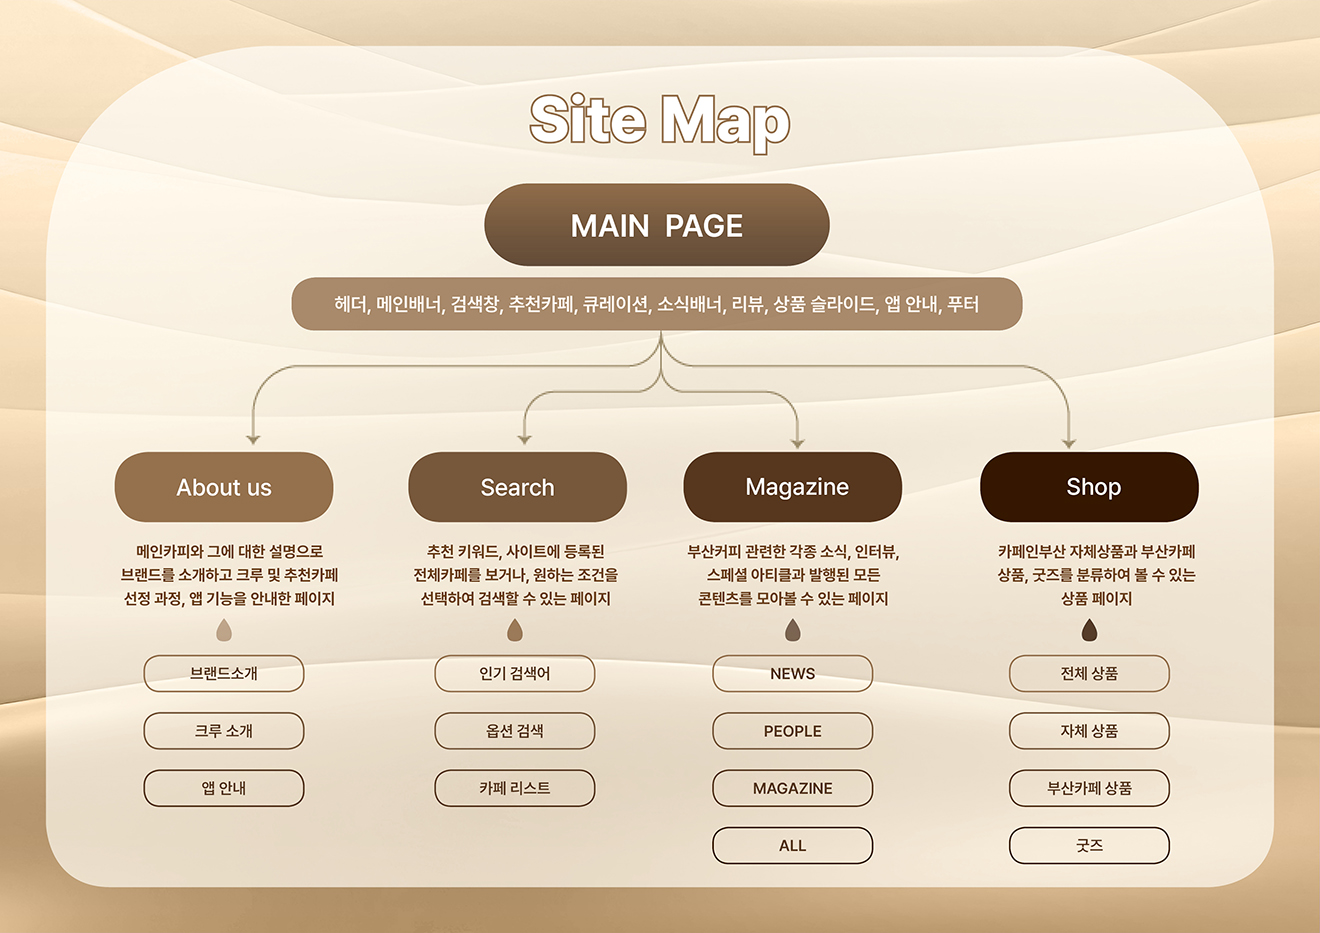 Site Map
MAIN PAGE
헤더, 메인배너, 검색창, 추천카페, 큐레이션, 소식배너, 리뷰, 상품 슬라이드, 앱 안내, 푸터
About us
메인카피와 그에 대한 설명으로
브랜드를 소개하고 크루 및 추천카페
선정 과정, 앱 기능을 안내한 페이지
브랜드소개
크루 소개
앱 안내
Search
추천 키워드, 사이트에 등록된
전체카페를 보거나, 원하는 조건을
선택하여 검색할 수 있는 페이지
인기 검색어
옵션 검색
카페 리스트
Magazine
부산커피 관련한 각종 소식, 인터뷰,
스페셜 아티클과 발행된 모든
콘텐츠를 모아볼 수 있는 페이지
NEWS
PEOPLE
MAGAZINE
ALL
Shop
카페인부산 자체상품과 부산카페
상품, 굿즈를 분류하여 볼 수 있는
상품 페이지
전체 상품
자체 상품
부산카페 상품
굿즈